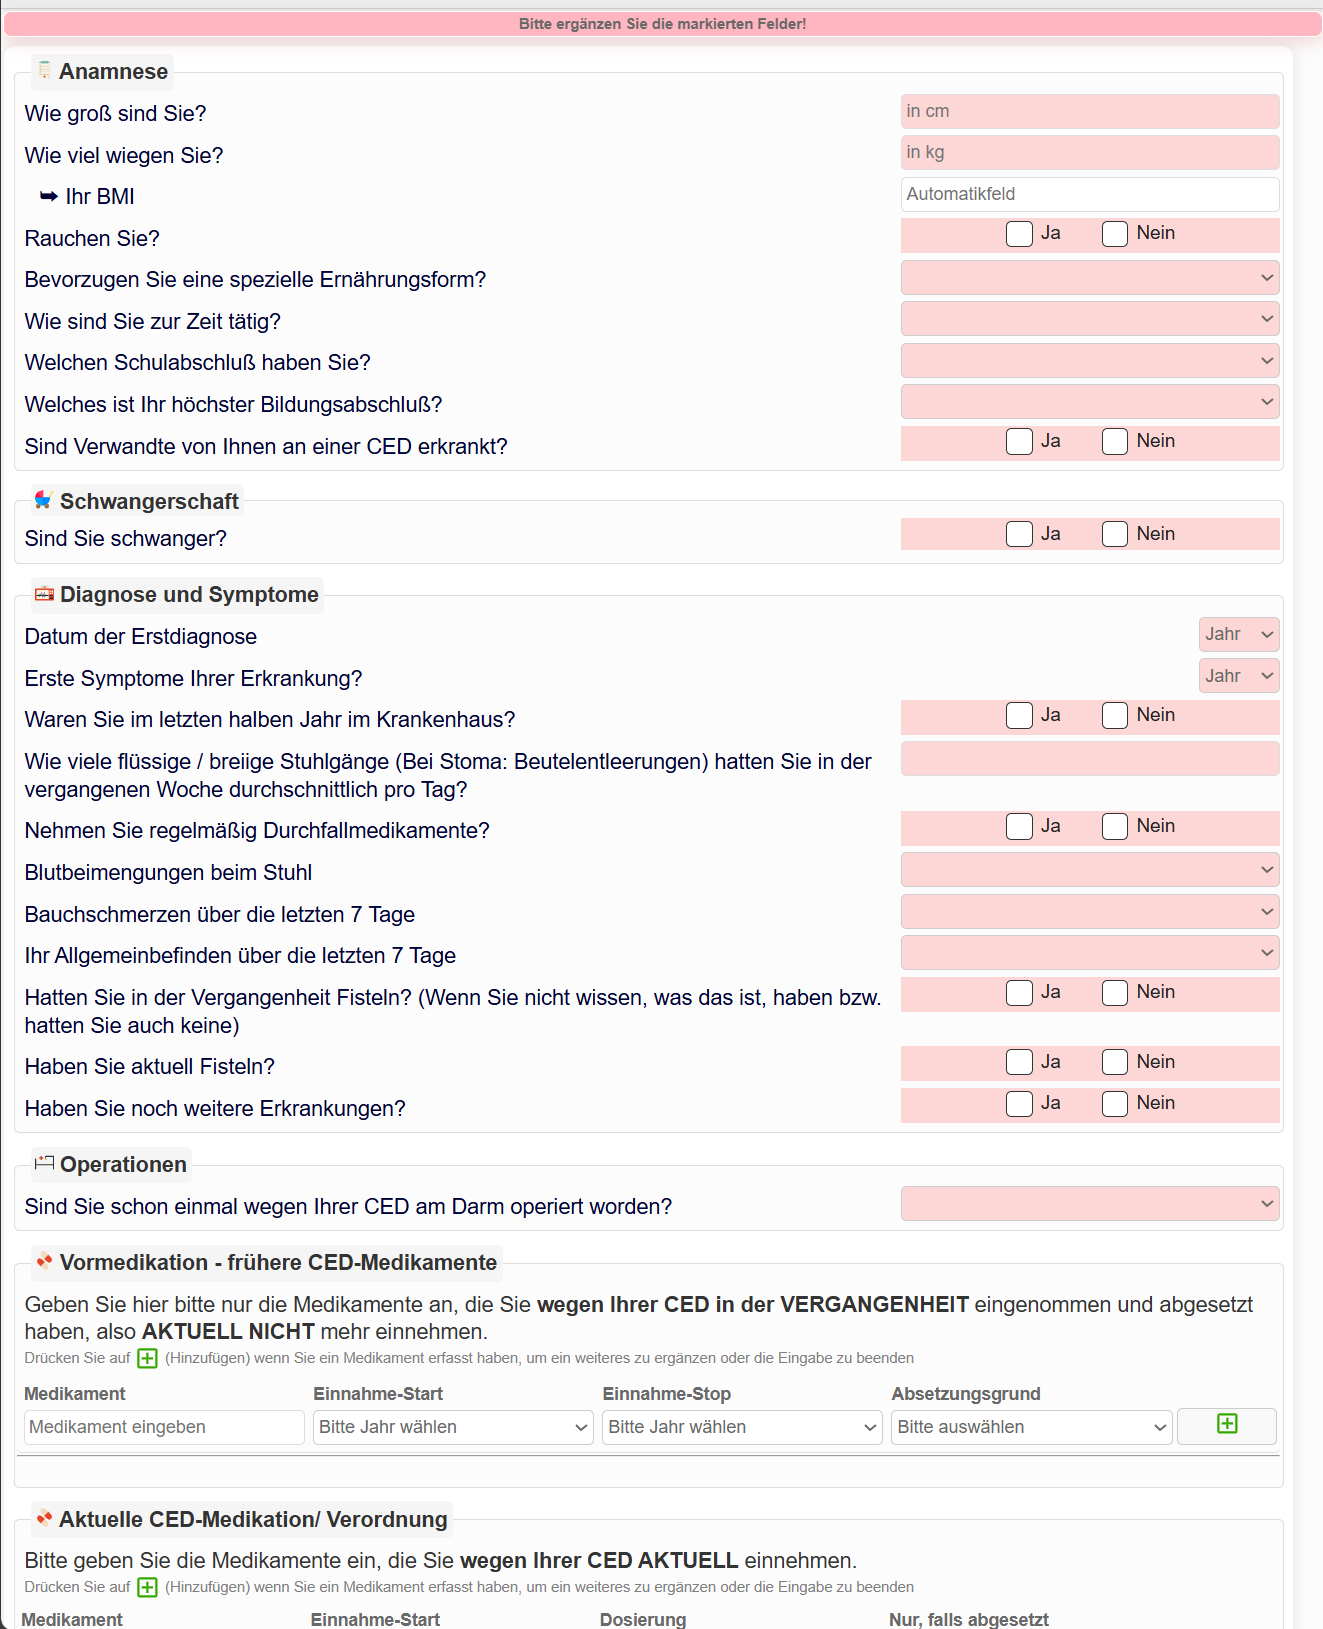 Bitte ergänzen Sie die markierten Felder!
Anamnese
Wie groß sind Sie?
in cm
Wie viel wiegen Sie?
in kg
➥ Ihr BMI
Automatikfeld
Rauchen Sie?
Ja Nein
Bevorzugen Sie eine spezielle Ernährungsform?
Wie sind Sie zur Zeit tätig?
Welchen Schulabschluß haben Sie?
Welches ist Ihr höchster Bildungsabschluß?
Sind Verwandte von Ihnen an einer CED erkrankt?
Ja Nein
Schwangerschaft
Sind Sie schwanger?
Ja Nein
Diagnose und Symptome
Datum der Erstdiagnose
Jahr
Erste Symptome Ihrer Erkrankung?
Jahr
Waren Sie im letzten halben Jahr im Krankenhaus?
Ja Nein
Wie viele flüssige / breiige Stuhlgänge (Bei Stoma: Beutelentleerungen) hatten Sie in der
vergangenen Woche durchschnittlich pro Tag?
Nehmen Sie regelmäßig Durchfallmedikamente?
Ja Nein
Blutbeimengungen beim Stuhl
Bauchschmerzen über die letzten 7 Tage
Ihr Allgemeinbefinden über die letzten 7 Tage
Hatten Sie in der Vergangenheit Fisteln? (Wenn Sie nicht wissen, was das ist, haben bzw.
hatten Sie auch keine)
Ja Nein
Haben Sie aktuell Fisteln?
Ja Nein
Haben Sie noch weitere Erkrankungen?
Ja Nein
Operationen
Sind Sie schon einmal wegen Ihrer CED am Darm operiert worden?
Vormedikation - frühere CED-Medikamente
Geben Sie hier bitte nur die Medikamente an, die Sie wegen Ihrer CED in der VERGANGENHEIT eingenommen und abgesetzt
haben, also AKTUELL NICHT mehr einnehmen.
Drücken Sie auf (Hinzufügen) wenn Sie ein Medikament erfasst haben, um ein weiteres zu ergänzen oder die Eingabe zu beenden
Medikament Einnahme-Start Einnahme-Stop Absetzungsgrund
Medikament eingeben Bitte Jahr wählen Bitte Jahr wählen Bitte auswählen
Aktuelle CED-Medikation/ Verordnung
Bitte geben Sie die Medikamente ein, die Sie wegen Ihrer CED AKTUELL einnehmen.
Drücken Sie auf (Hinzufügen) wenn Sie ein Medikament erfasst haben, um ein weiteres zu ergänzen oder die Eingabe zu beenden
Medikament Einnahme-Start Dosierung Nur, falls abgesetzt